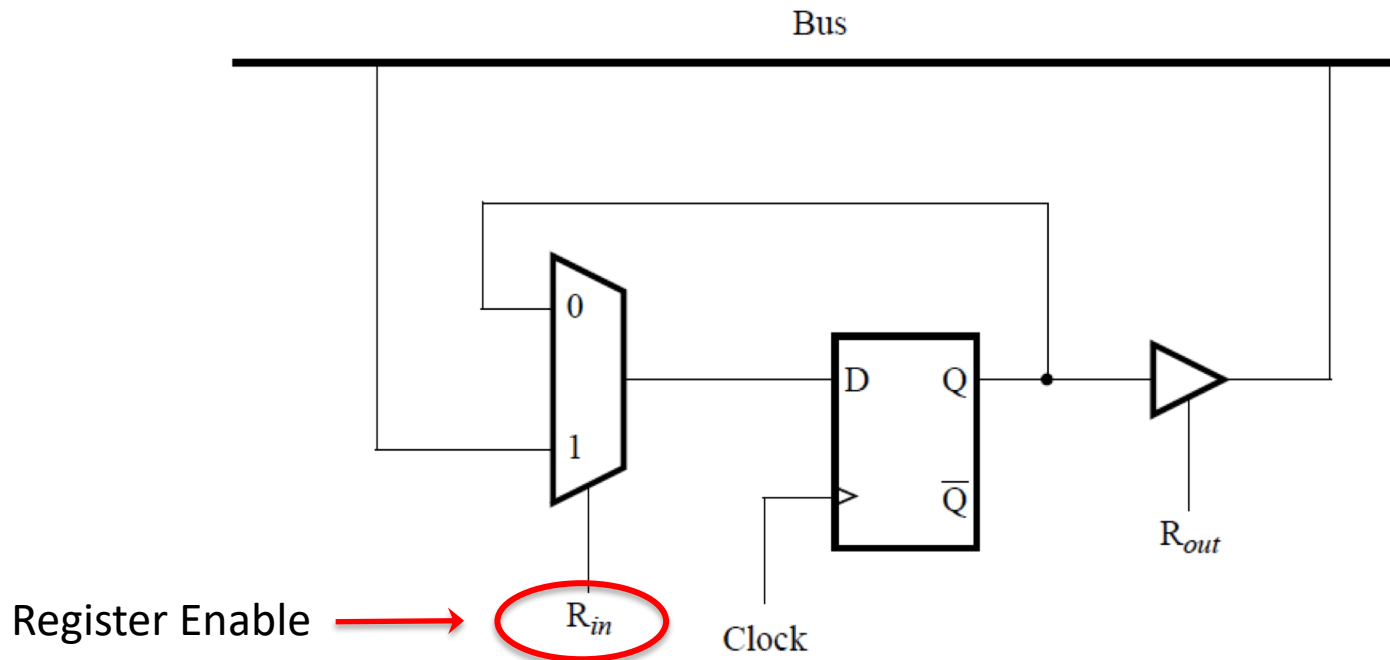 Bus
0
D Q
1
Q̅
R_out
R_in
Register Enable
Clock